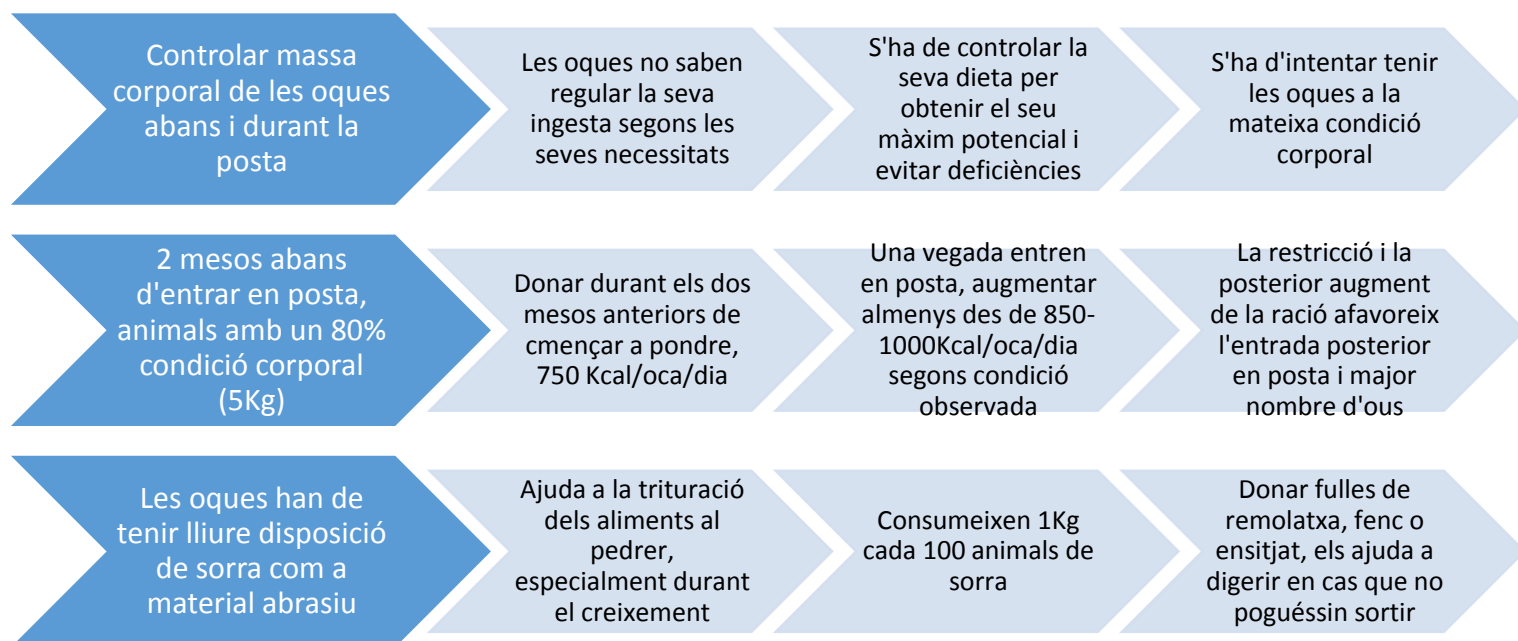 Controlar massa
corporal de les oques
abans i durant la
posta
Les oques no saben
regular la seva
ingesta segons les
seves necessitats
S'ha de controlar la
seva dieta per
obtenir el seu
màxim potencial i
evitar deficiències
S'ha d'intentar tenir
les oques a la
mateixa condició
corporal
2 mesos abans
d'entrar en posta,
animals amb un 80%
condició corporal
(5Kg)
Donar durant els dos
mesos anteriors de
cmençar a pondre,
750 Kcal/oca/dia
Una vegada entren
en posta, augmentar
almenys des de 850-
1000Kcal/oca/dia
segons condició
observada
La restricció i la
posterior augment
de la ració afavoreix
l'entrada posterior
en posta i major
nombre d'ous
Les oques han de
tenir lliure disposició
de sorra com a
material abrasiu
Ajuda a la trituració
dels aliments al
pedrer,
especialment durant
el creixement
Consumeixen 1Kg
cada 100 animals de
sorra
Donar fulles de
remolatxa, fenc o
ensitjat, els ajuda a
digerir en cas que no
poguéssin sortir